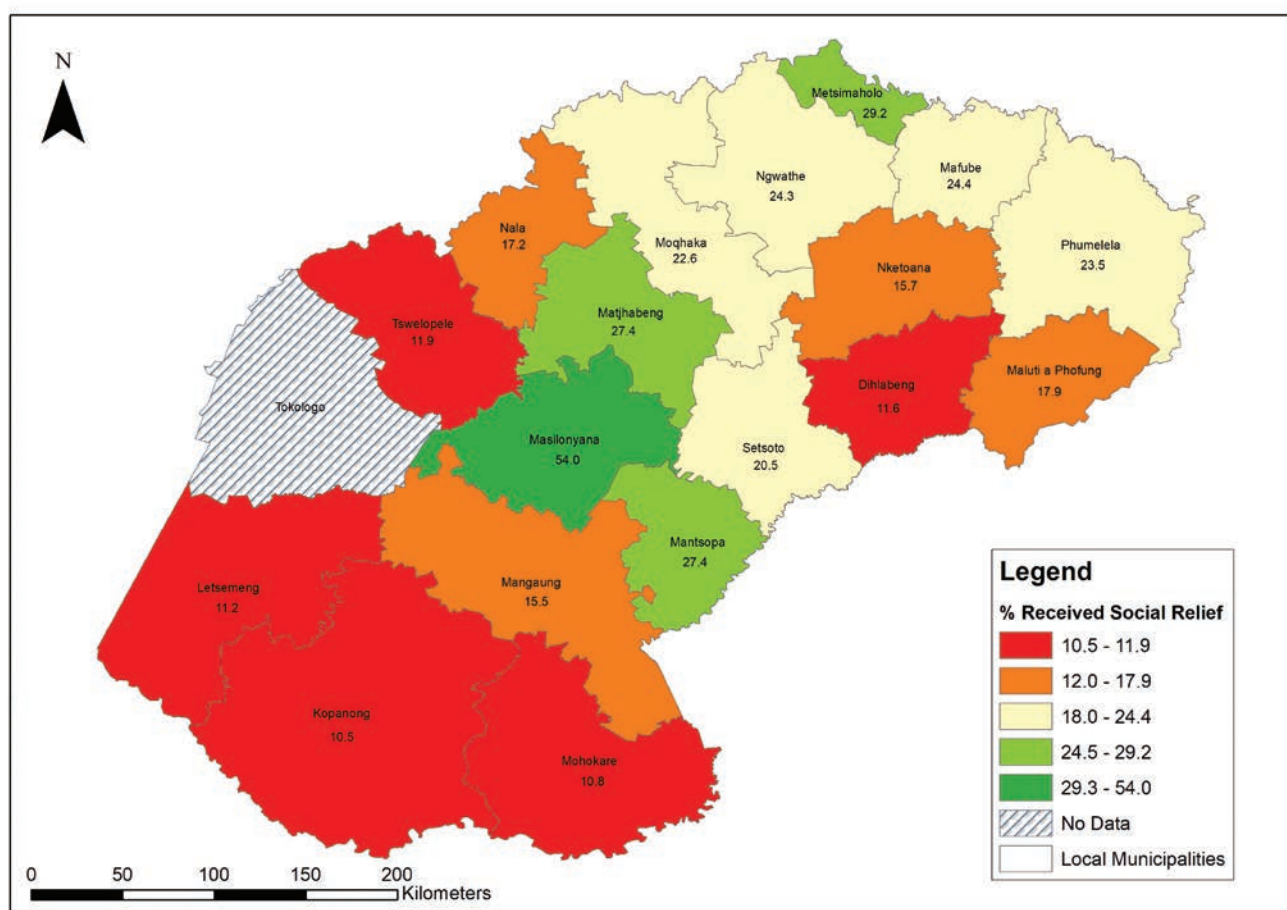 N
Metsimaholo
29.2
Mafube
24.4
Ngwathe
24.3
Phumelela
23.5
Nala
17.2
Moqhaka
22.6
Nketoana
15.7
Matjhabeng
27.4
Tswelopele
11.9
Maluti a Phofung
17.9
Dihlabeng
11.6
Tokologo
Masilonyana
54.0
Setsoto
20.5
Mantsopa
27.4
Mangaung
15.5
Letsemeng
11.2
Kopanong
10.5
Mohokare
10.8
Legend
% Received Social Relief
10.5 - 11.9
12.0 - 17.9
18.0 - 24.4
24.5 - 29.2
29.3 - 54.0
No Data
Local Municipalities
0 50 100 150 200
Kilometers